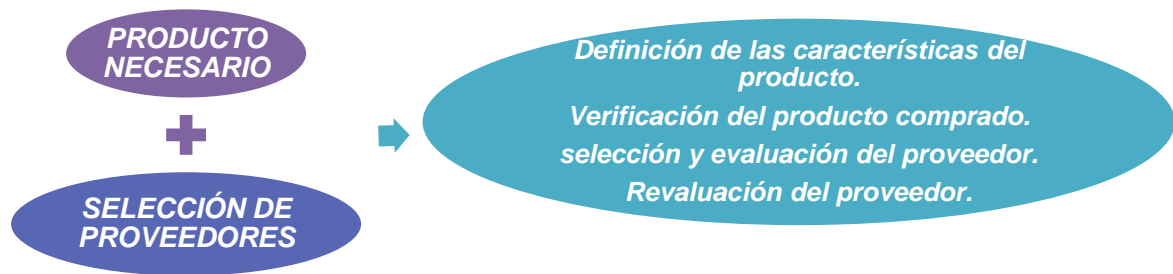 PRODUCTO
NECESARIO
SELECCIÓN DE
PROVEEDORES
Definición de las características del
producto.
Verificación del producto comprado.
selección y evaluación del proveedor.
Revaluación del proveedor.